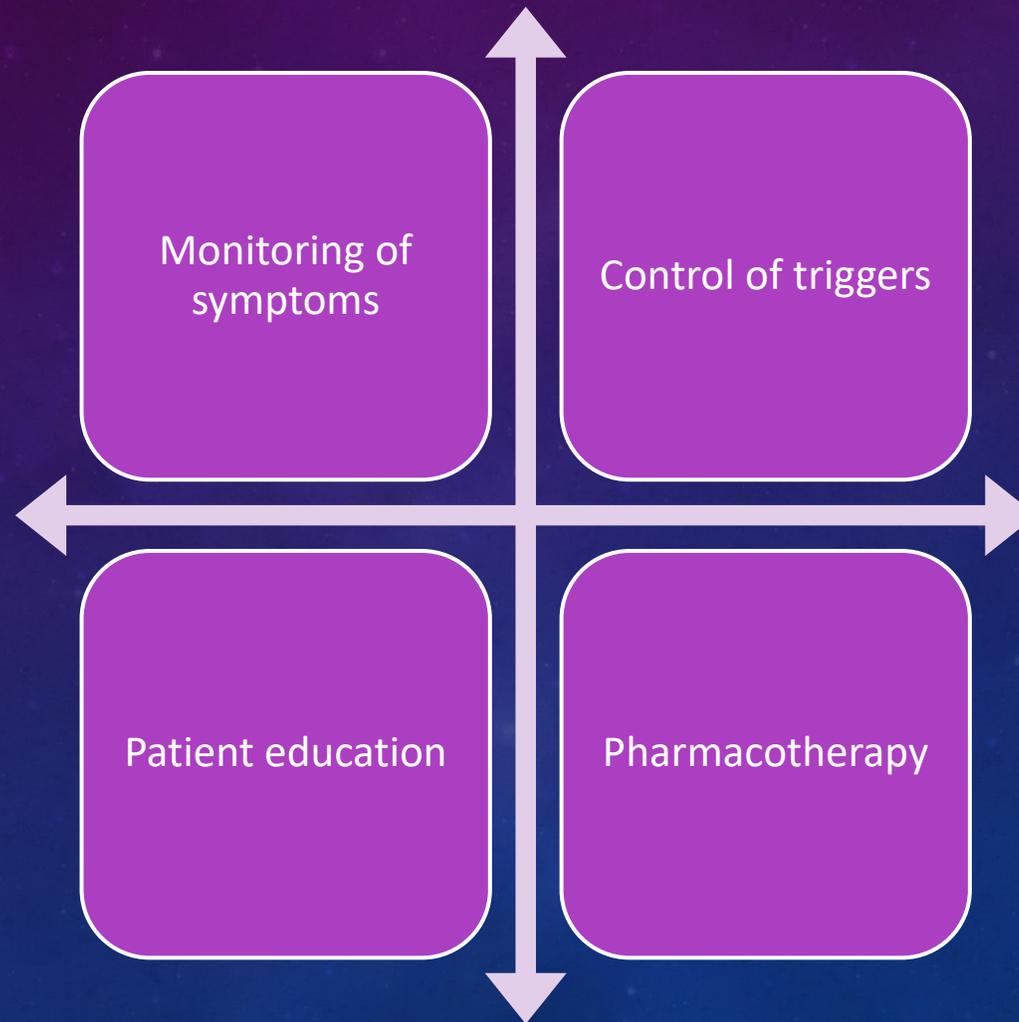 Monitoring of
symptoms
Control of triggers
Patient education
Pharmacotherapy